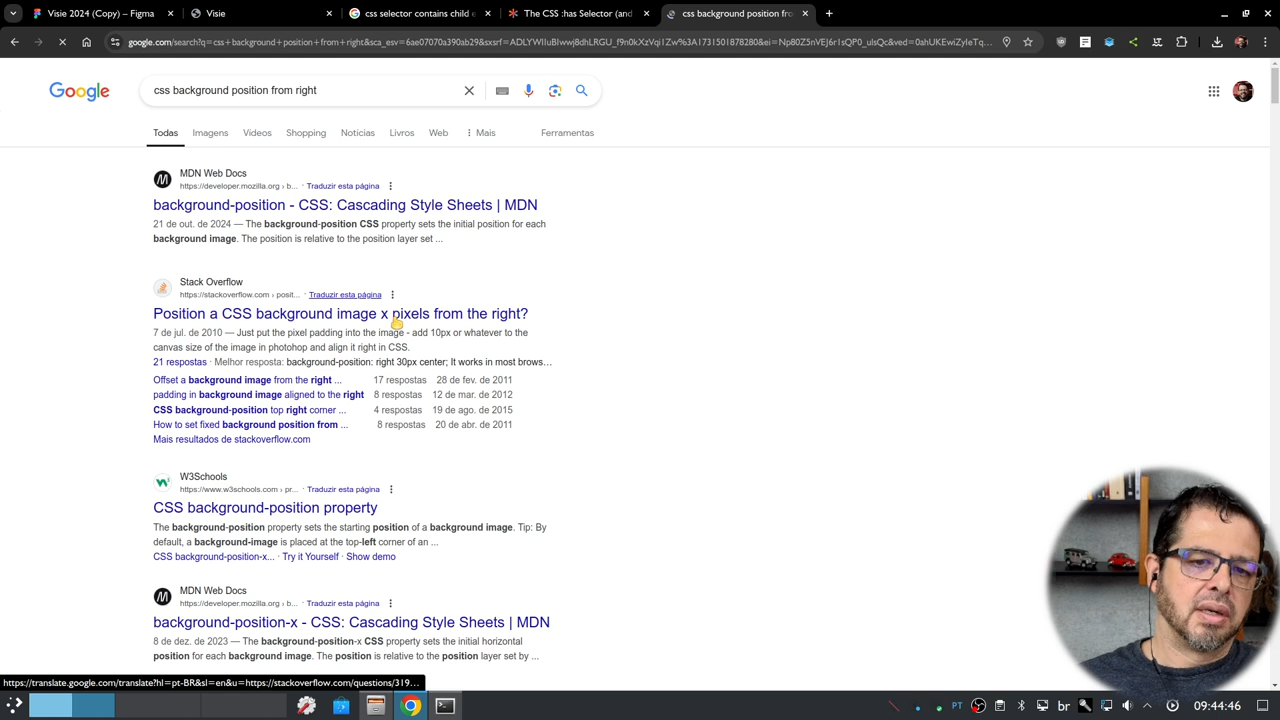 Visie 2024 (Copy) – Figma
Visie
css selector contains child e
The CSS :has Selector (and
css background position fro
google.com/search?q=css+background+position+from+right&sca_esv=6ae07070a390ab29&sxsrf=
Google
css background position from right
Todas
Imagens
Vídeos
Shopping
Notícias
Livros
Web
Mais
Ferramentas
MDN Web Docs
https://developer.mozilla.org › b... · Traduzir esta página
background-position - CSS: Cascading Style Sheets | MDN
21 de out. de 2024 — The background-position CSS property sets the initial position for each
background image. The position is relative to the position layer set ...
Stack Overflow
https://stackoverflow.com › posit... · Traduzir esta página
Position a CSS background image x pixels from the right?
7 de jul. de 2010 — Just put the pixel padding into the image - add 10px or whatever to the
canvas size of the image in photohop and align it right in CSS.
21 respostas · Melhor resposta: background-position: right 30px center; It works in most brows…
Offset a background image from the right ... 17 respostas 28 de fev. de 2011
padding in background image aligned to the right 8 respostas 12 de mar. de 2012
CSS background-position top right corner ... 4 respostas 19 de ago. de 2015
How to set fixed background position from ... 8 respostas 20 de abr. de 2011
Mais resultados de stackoverflow.com
W3Schools
https://www.w3schools.com › pr... · Traduzir esta página
CSS background-position property
The background-position property sets the starting position of a background image. Tip: By
default, a background-image is placed at the top-left corner of an ...
CSS background-position-x... · Try it Yourself · Show demo
MDN Web Docs
https://developer.mozilla.org › b... · Traduzir esta página
background-position-x - CSS: Cascading Style Sheets | MDN
8 de dez. de 2023 — The background-position-x CSS property sets the initial horizontal
position for each background image. The position is relative to the position layer set by ...
https://translate.google.com/translate?hl=pt-BR&sl=en&u=https://stackoverflow.com/questions/319…
PT
br
09:44:46